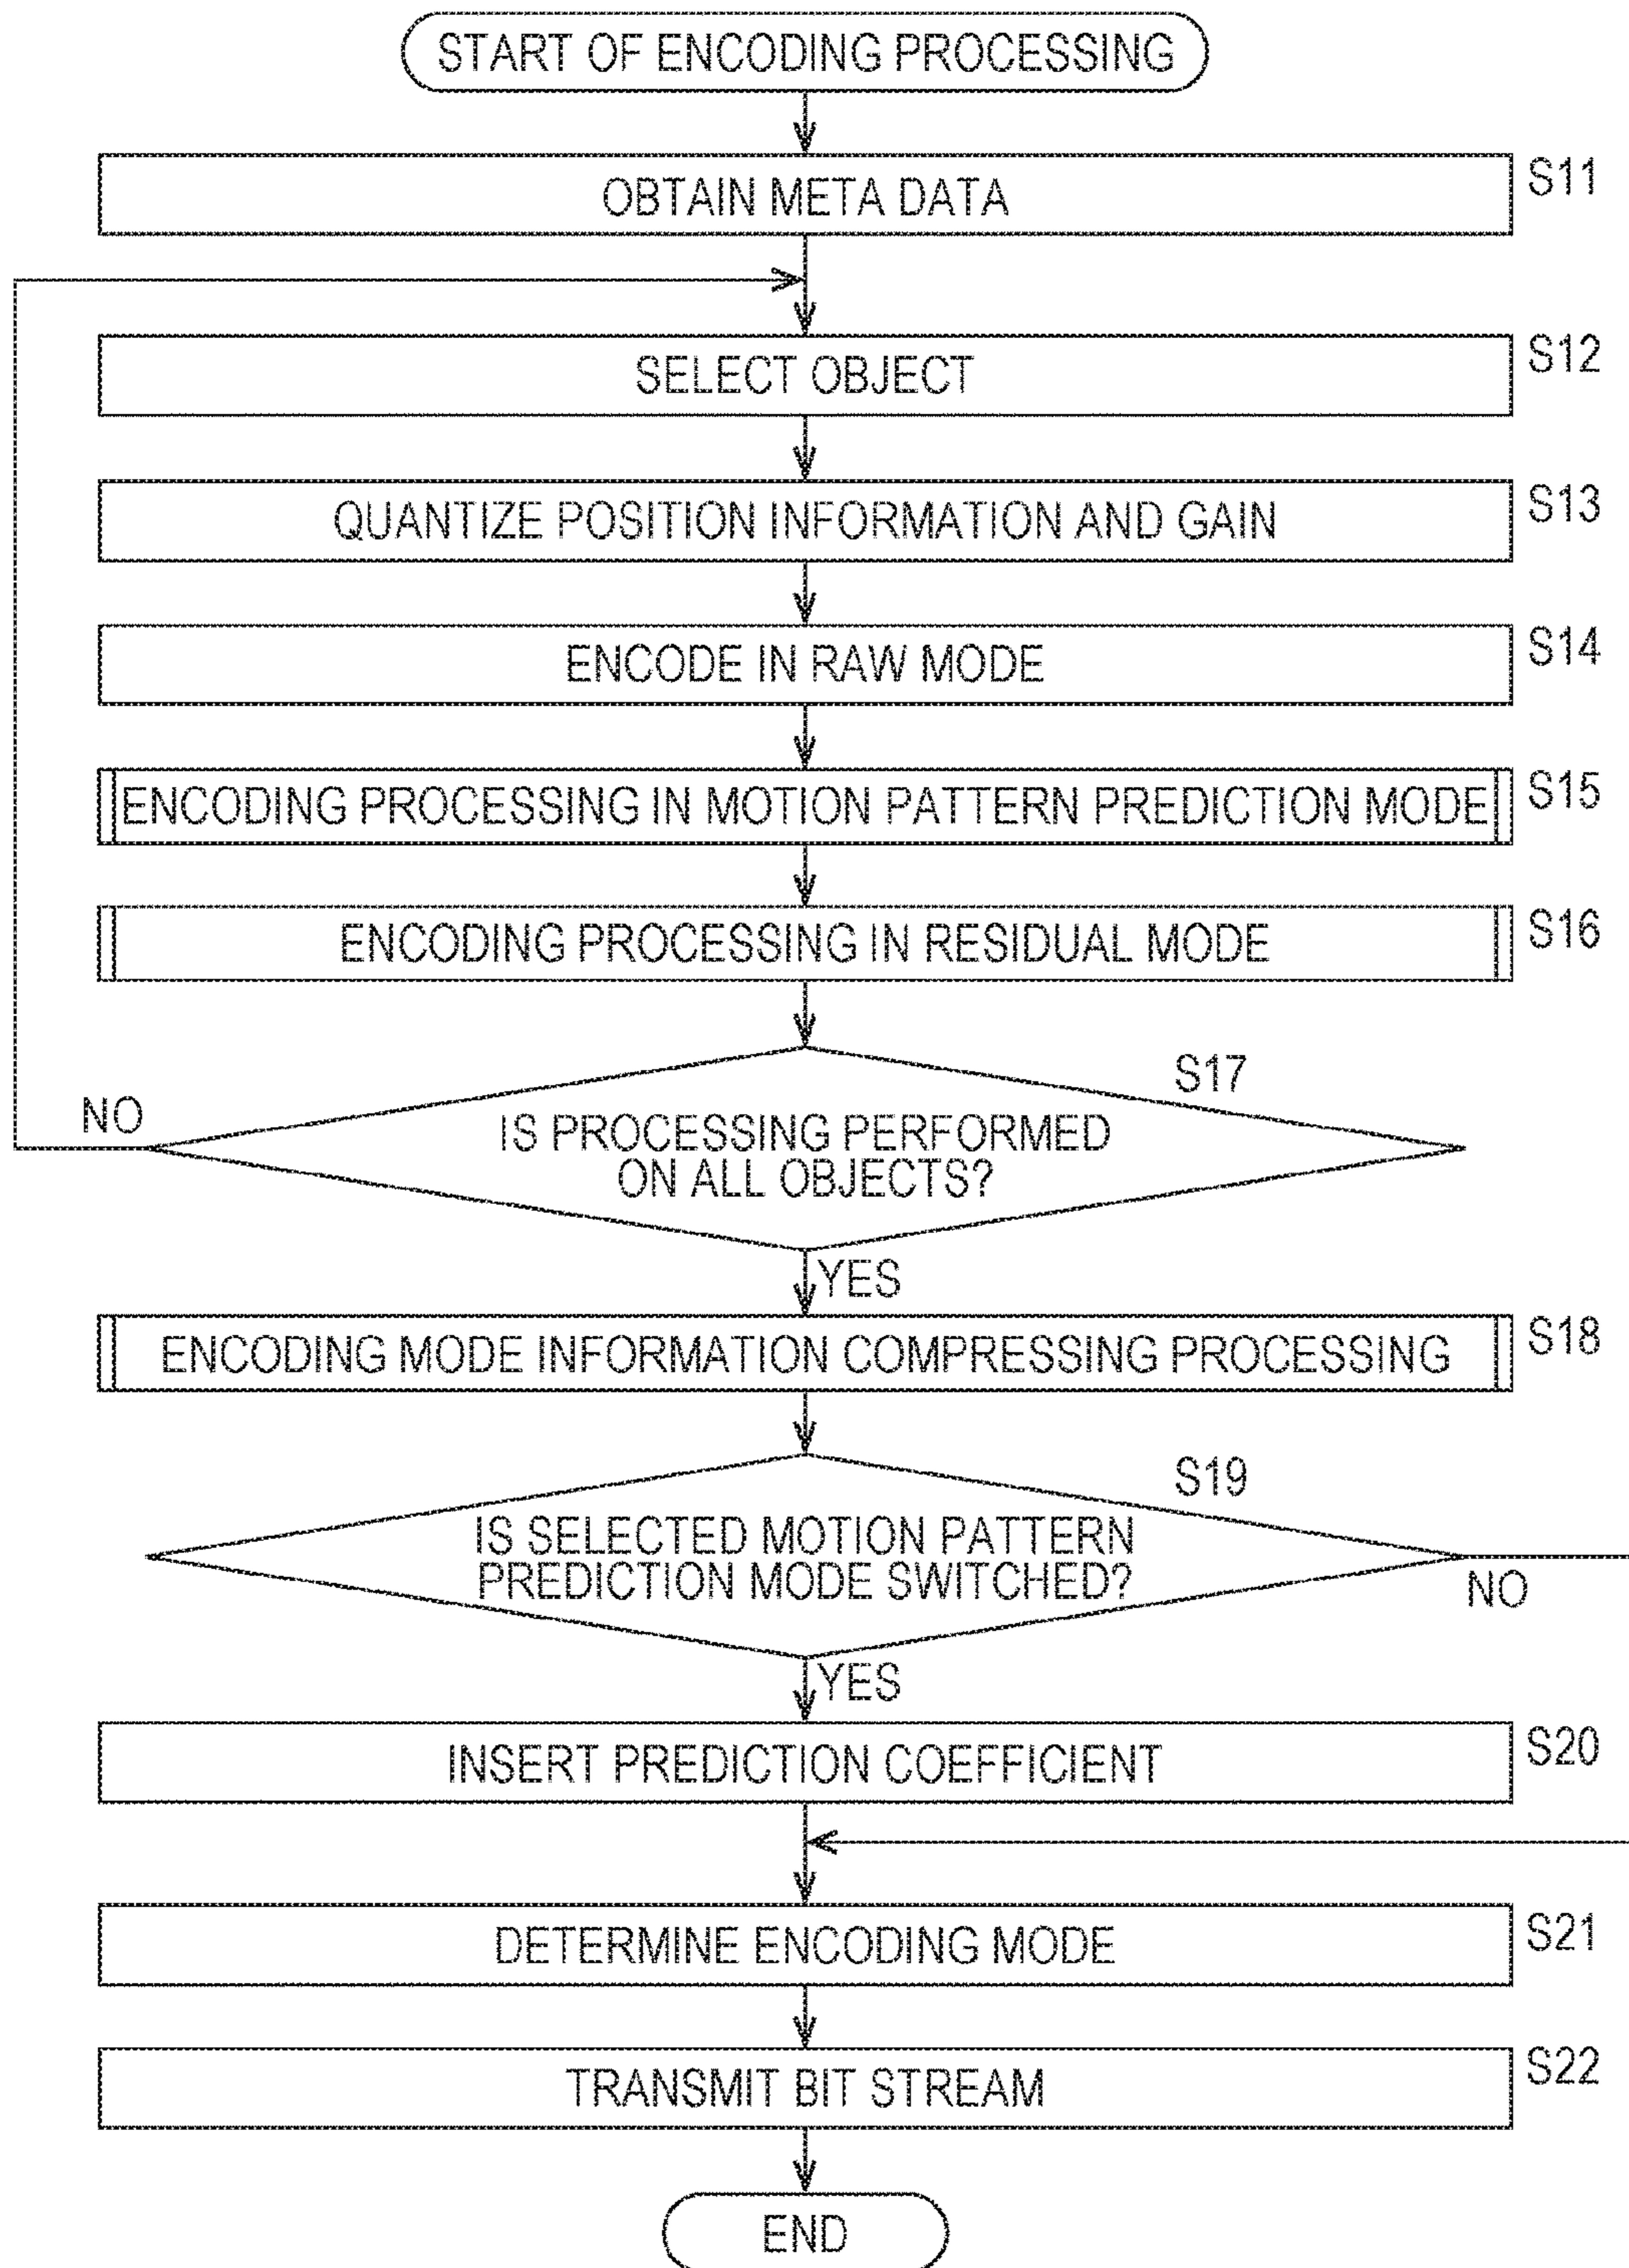 START OF ENCODING PROCESSING
OBTAIN META DATA
S11
SELECT OBJECT
S12
QUANTIZE POSITION INFORMATION AND GAIN
S13
ENCODE IN RAW MODE
S14
ENCODING PROCESSING IN MOTION PATTERN PREDICTION MODE
S15
ENCODING PROCESSING IN RESIDUAL MODE
S16
S17
NO
IS PROCESSING PERFORMED
ON ALL OBJECTS?
YES
ENCODING MODE INFORMATION COMPRESSING PROCESSING
S18
S19
IS SELECTED MOTION PATTERN
PREDICTION MODE SWITCHED?
NO
YES
INSERT PREDICTION COEFFICIENT
S20
DETERMINE ENCODING MODE
S21
TRANSMIT BIT STREAM
S22
END